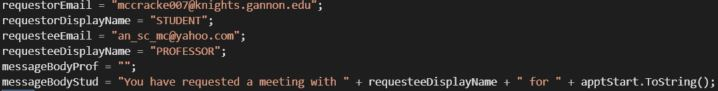 requestorEmail = "mccracke007@knights.gannon.edu";
requestorDisplayName = "STUDENT";
requesteeEmail = "an_sc_mc@yahoo.com";
requesteeDisplayName = "PROFESSOR";
messageBodyProf = "";
messageBodyStud = "You have requested a meeting with " + requesteeDisplayName + " for " + apptStart.ToString();